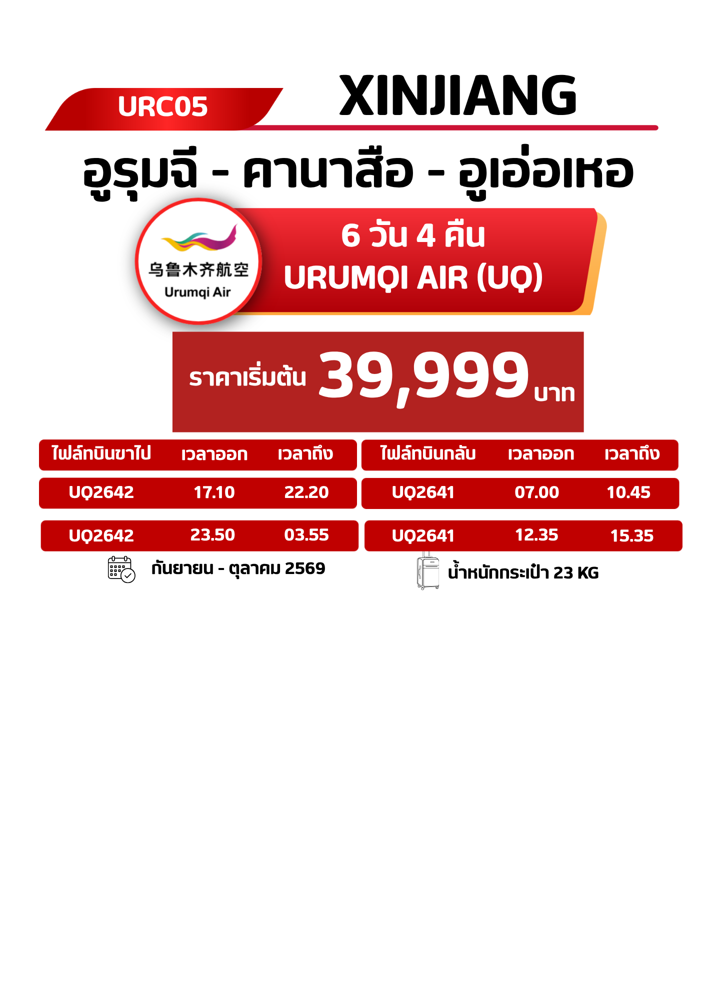 XINJIANG
URC05
อูรุมฉี - คานาสือ - อูเอ่อเหอ
乌鲁木齐航空
Urumqi Air
6 วัน 4 คืน
URUMQI AIR (UQ)
ราคาเริ่มต้น 39,999 บาท
ไฟล์ทบินขาไป เวลาออก เวลาถึง ไฟล์ทบินกลับ เวลาออก เวลาถึง
UQ2642 17.10 22.20 UQ2641 07.00 10.45
UQ2642 23.50 03.55 UQ2641 12.35 15.35
กันยายน - ตุลาคม 2569 น้ำหนักกระเป๋า 23 KG